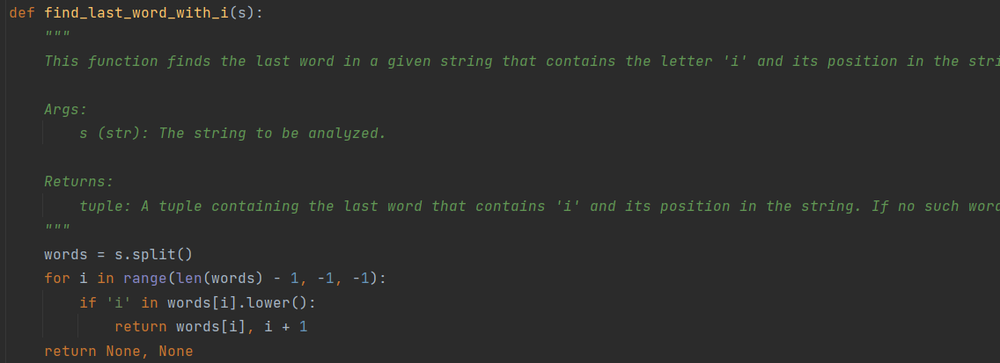 def find_last_word_with_i(s):
    """
    This function finds the last word in a given string that contains the letter 'i' and its position in the stri

    Args:
        s (str): The string to be analyzed.

    Returns:
        tuple: A tuple containing the last word that contains 'i' and its position in the string. If no such word
    """
    words = s.split()
    for i in range(len(words) - 1, -1, -1):
        if 'i' in words[i].lower():
            return words[i], i + 1
    return None, None